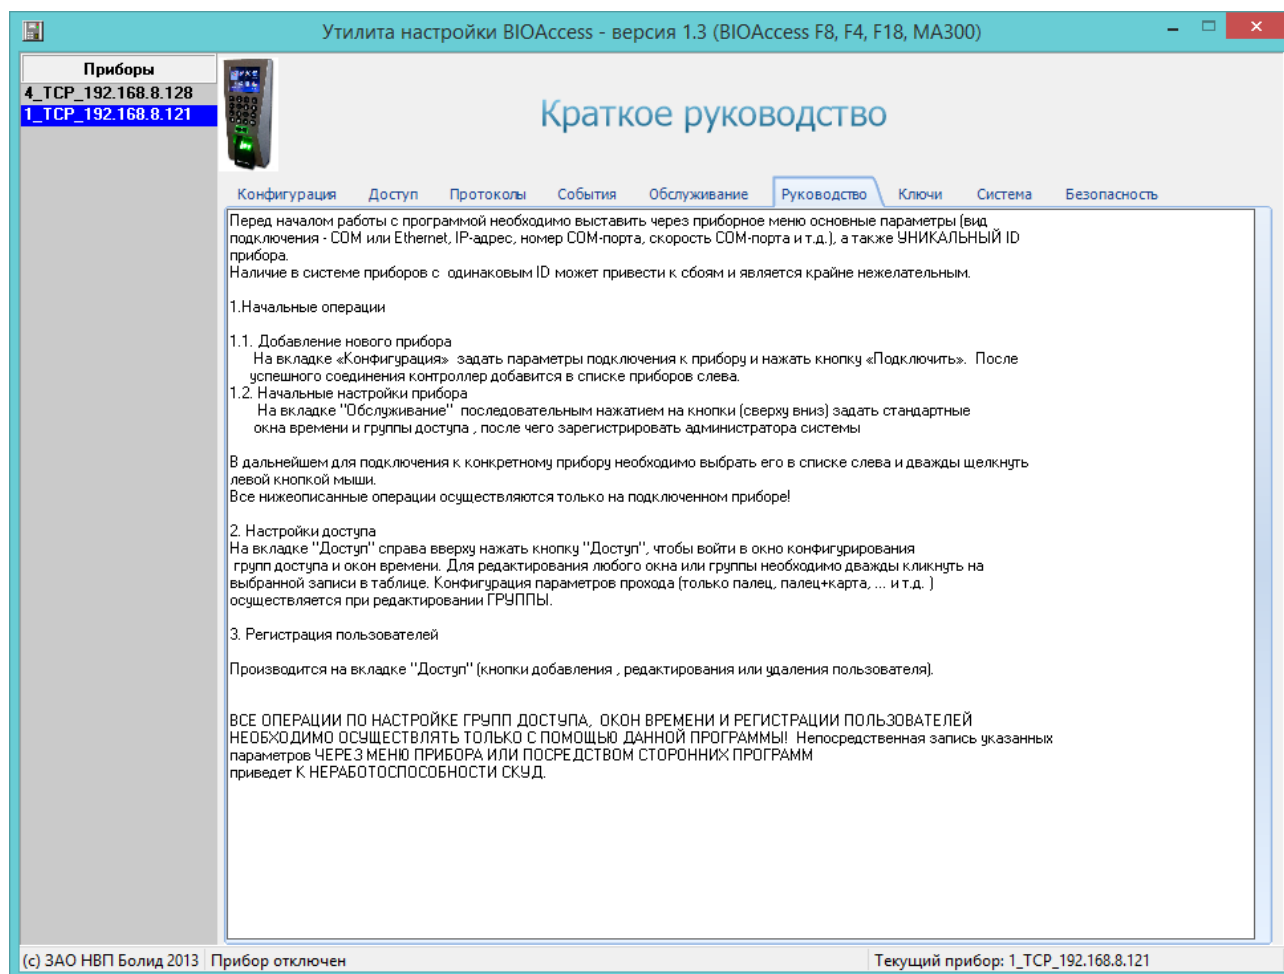 Утилита настройки BIOAccess - версия 1.3 (BIOAccess F8, F4, F18, MA300)
Приборы
4_TCP_192.168.8.128
1_TCP_192.168.8.121
Краткое руководство
Конфигурация Доступ Протоколы События Обслуживание Руководство Ключи Система Безопасность
Перед началом работы с программой необходимо выставить через приборное меню основные параметры (вид
подключения - COM или Ethernet, IP-адрес, номер COM-порта, скорость COM-порта и т.д.), а также УНИКАЛЬНЫЙ ID
прибора.
Наличие в системе приборов с  одинаковым ID может привести к сбоям и является крайне нежелательным.
1.Начальные операции
1.1. Добавление нового прибора
На вкладке «Конфигурация»  задать параметры подключения к прибору и нажать кнопку «Подключить».  После
успешного соединения контроллер добавится в списке приборов слева.
1.2. Начальные настройки прибора
На вкладке "Обслуживание"  последовательным нажатием на кнопки (сверху вниз) задать стандартные
окна времени и группы доступа , после чего зарегистрировать администратора системы
В дальнейшем для подключения к конкретному прибору необходимо выбрать его в списке слева и дважды щелкнуть
левой кнопкой мыши.
Все нижеописанные операции осуществляются только на подключенном приборе!
2. Настройки доступа
На вкладке "Доступ" справа вверху нажать кнопку "Доступ", чтобы войти в окно конфигурирования
групп доступа и окон времени. Для редактирования любого окна или группы необходимо дважды кликнуть на
выбранной записи в таблице. Конфигурация параметров прохода (только палец, палец+карта, ... и т.д. )
осуществляется при редактировании ГРУППЫ.
3. Регистрация пользователей
Производится на вкладке "Доступ" (кнопки добавления , редактирования или удаления пользователя).
ВСЕ ОПЕРАЦИИ ПО НАСТРОЙКЕ ГРУПП ДОСТУПА,  ОКОН ВРЕМЕНИ И РЕГИСТРАЦИИ ПОЛЬЗОВАТЕЛЕЙ
НЕОБХОДИМО ОСУЩЕСТВЛЯТЬ ТОЛЬКО С ПОМОЩЬЮ ДАННОЙ ПРОГРАММЫ!  Непосредственная запись указанных
параметров ЧЕРЕЗ МЕНЮ ПРИБОРА ИЛИ ПОСРЕДСТВОМ СТОРОННИХ ПРОГРАММ
приведет К НЕРАБОТОСПОСОБНОСТИ СКУД.
(c) ЗАО НВП Болид 2013 Прибор отключен Текущий прибор: 1_TCP_192.168.8.121